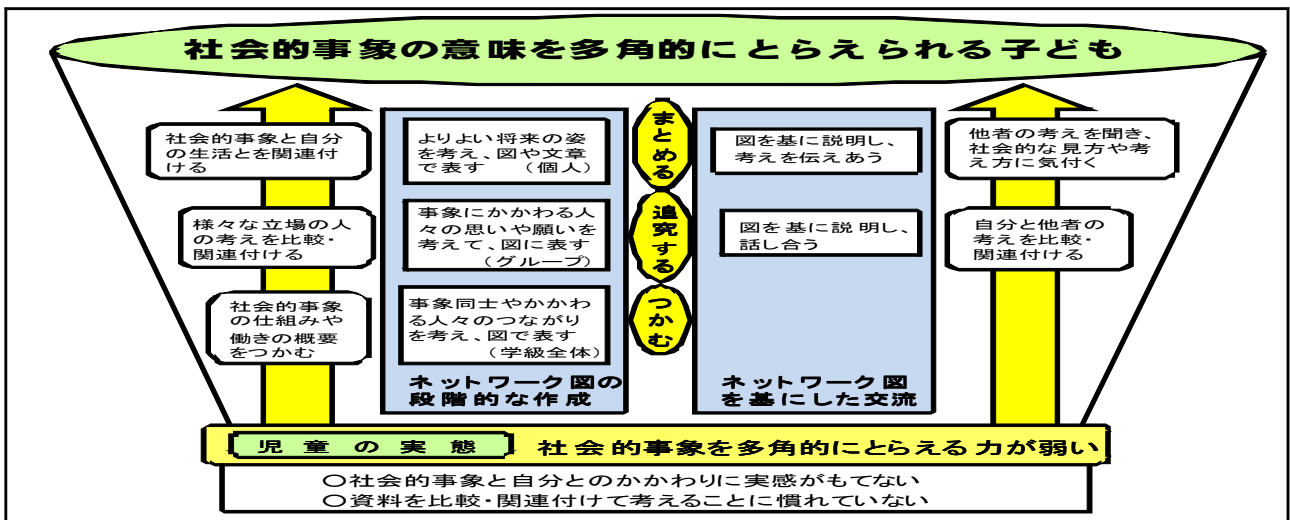 社会的事象の意味を多角的にとらえられる子ども
社会的事象と自分
の生活とを関連付
ける
よりよい将来の姿
を考え、図や文章
で表す （個人）
まとめる
図を基に説明し、
考えを伝えあう
他者の考えを聞き、
社会的な見方や考
え方に気付く
様々な立場の人
の考えを比較・
関連付ける
事象にかかわる人
々の思いや願いを
考えて、図に表す
（グループ）
追究する
図を基に説明し、
話し合う
自分と他者の
考えを比較・
関連付ける
社会的事象
の仕組みや
働きの概要
をつかむ
事象同士やかかわ
る人々のつながり
を考え、図で表す
（学級全体）
つかむ
ネットワーク図の
段階的な作成
ネットワーク図
を基にした交流
児童の実態 社会的事象を多角的にとらえる力が弱い
○社会的事象と自分とのかかわりに実感がもてない
○資料を比較・関連付けて考えることに慣れていない